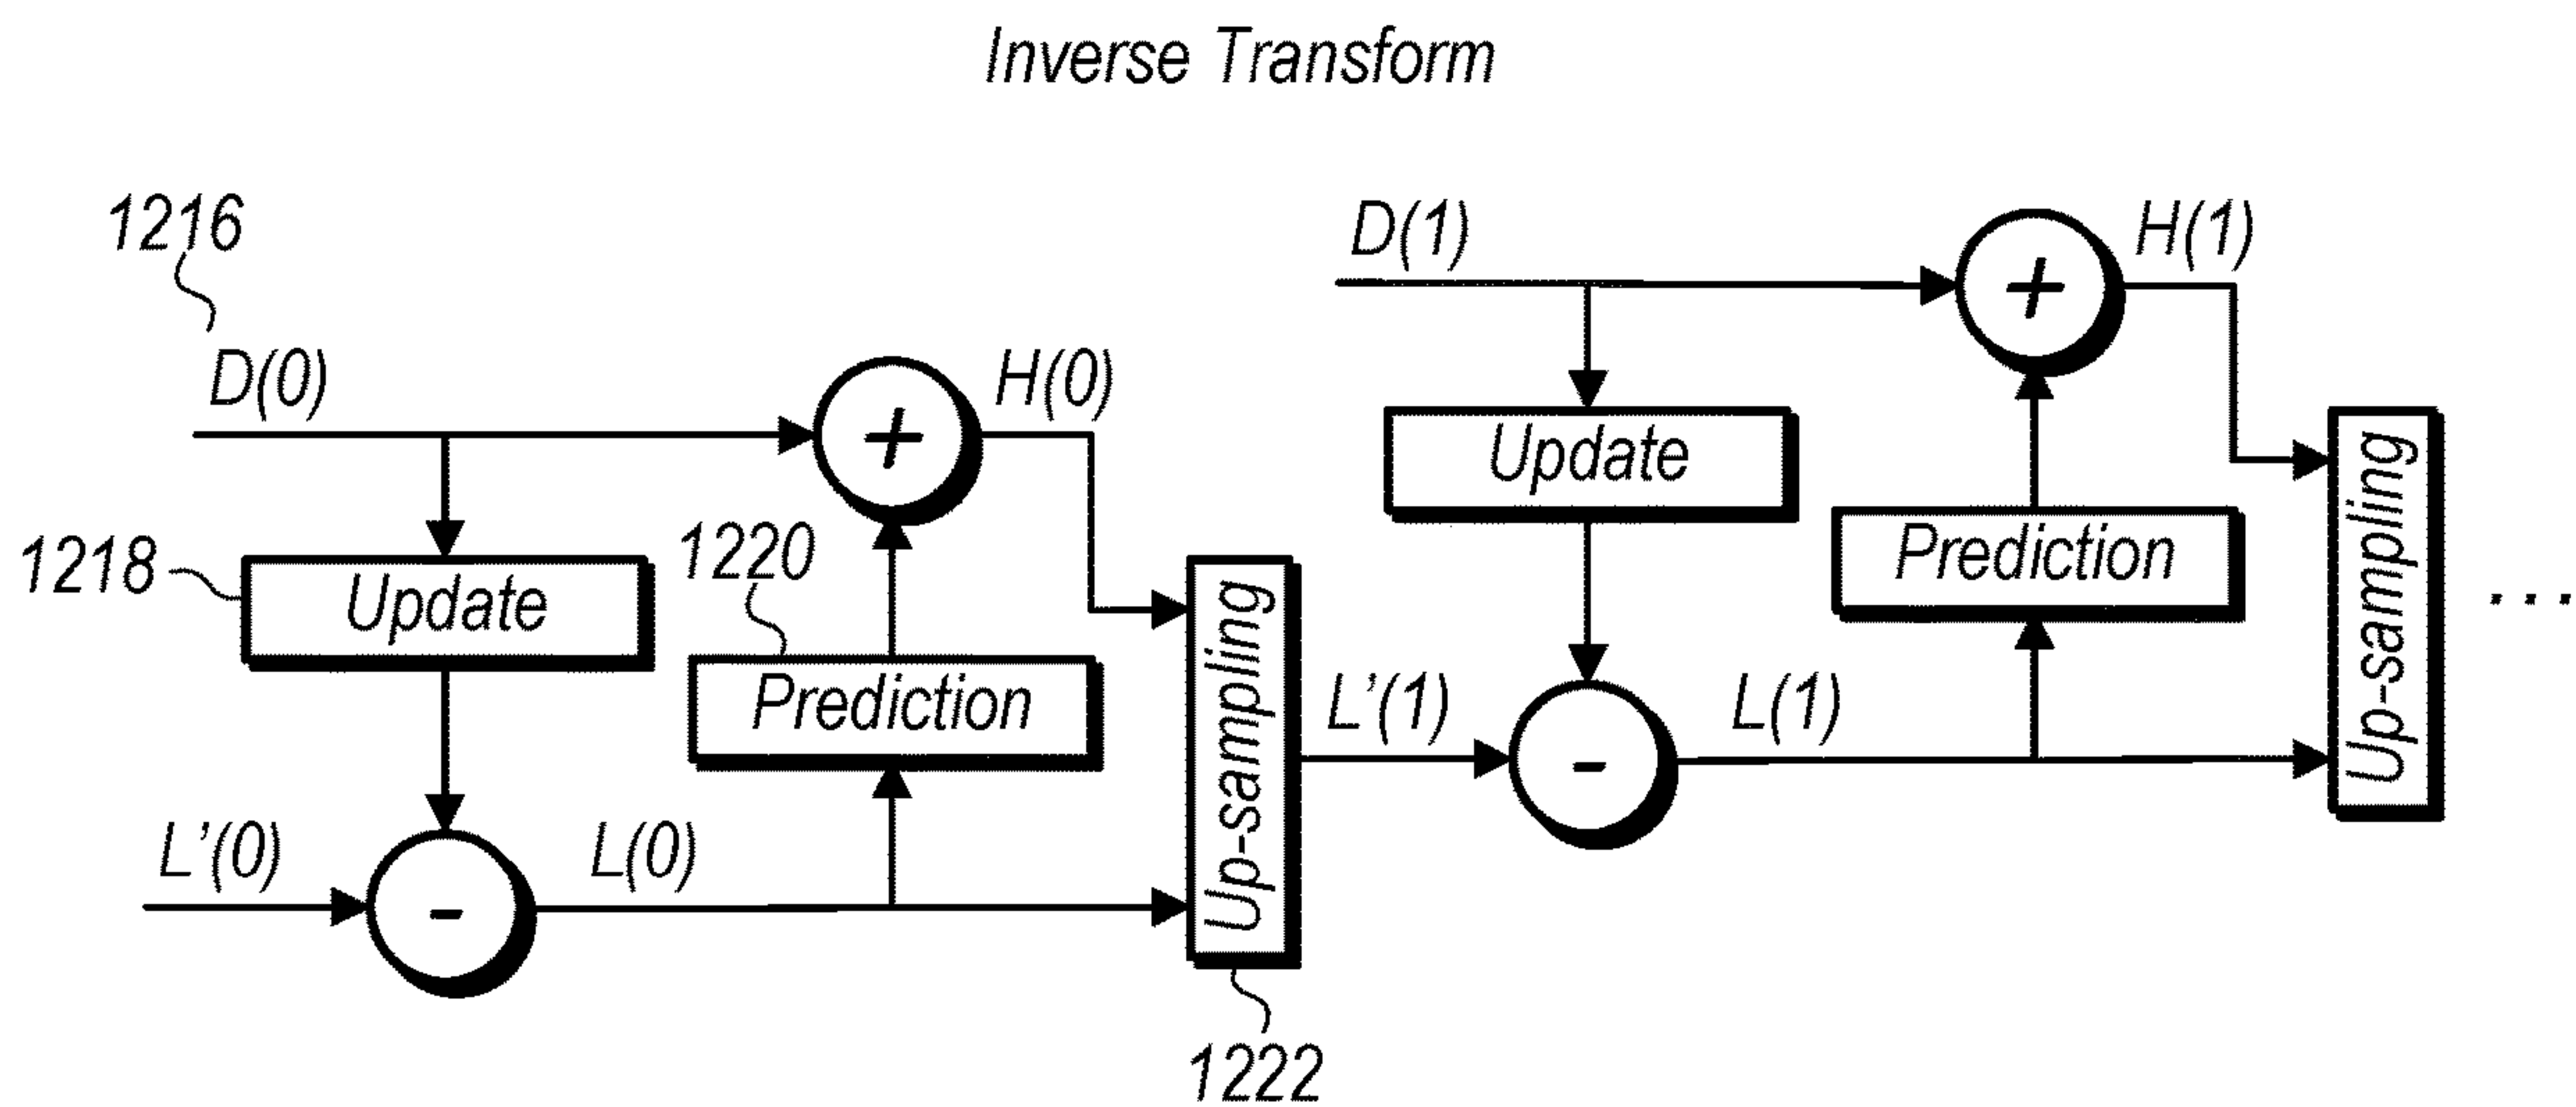 Inverse Transform
1216
D(0)
+
H(0)
1218
Update
1220
Prediction
L'(0)
-
L(0)
Up-sampling
1222
D(1)
+
H(1)
Update
Prediction
L'(1)
-
L(1)
Up-sampling
...